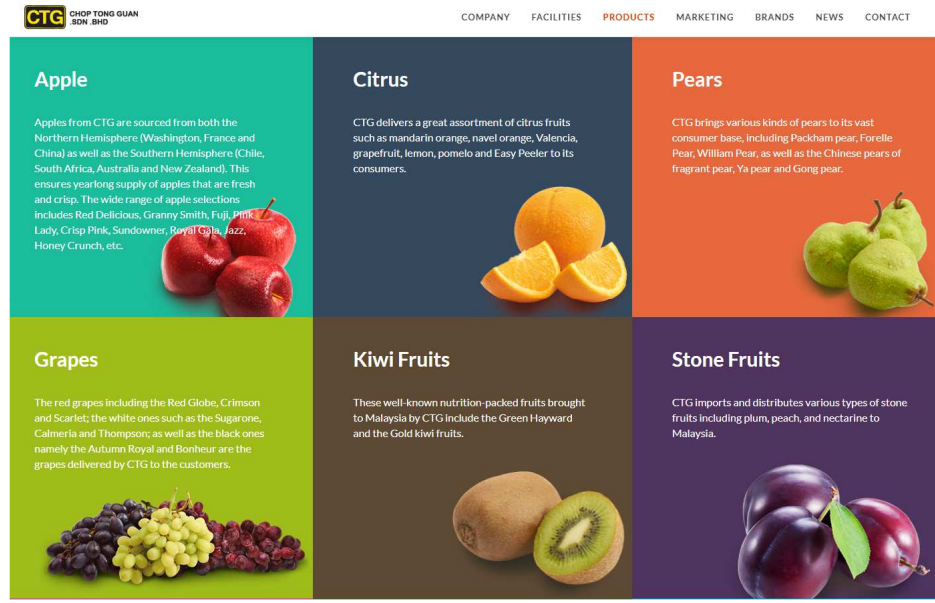 CTG CHOP TONG GUAN
.SDN .BHD
COMPANY FACILITIES PRODUCTS MARKETING BRANDS NEWS CONTACT
Apple
Apples from CTG are sourced from both the
Northern Hemisphere (Washington, France and
China) as well as the Southern Hemisphere (Chile,
South Africa, Australia and New Zealand). This
ensures yearlong supply of apples that are fresh
and crisp. The wide range of apple selections
includes Red Delicious, Granny Smith, Fuji, Pink
Lady, Crisp Pink, Sundowner, Royal Gala, Jazz,
Honey Crunch, etc.
Citrus
CTG delivers a great assortment of citrus fruits
such as mandarin orange, navel orange, Valencia,
grapefruit, lemon, pomelo and Easy Peeler to its
consumers.
Pears
CTG brings various kinds of pears to its vast
consumer base, including Packham pear, Forelle
Pear, William Pear, as well as the Chinese pears of
fragrant pear, Ya pear and Gong pear.
Grapes
The red grapes including the Red Globe, Crimson
and Scarlet; the white ones such as the Sugarone,
Calmeria and Thompson; as well as the black ones
namely the Autumn Royal and Bonheur are the
grapes delivered by CTG to the customers.
Kiwi Fruits
These well-known nutrition-packed fruits brought
to Malaysia by CTG include the Green Hayward
and the Gold kiwi fruits.
Stone Fruits
CTG imports and distributes various types of stone
fruits including plum, peach, and nectarine to
Malaysia.